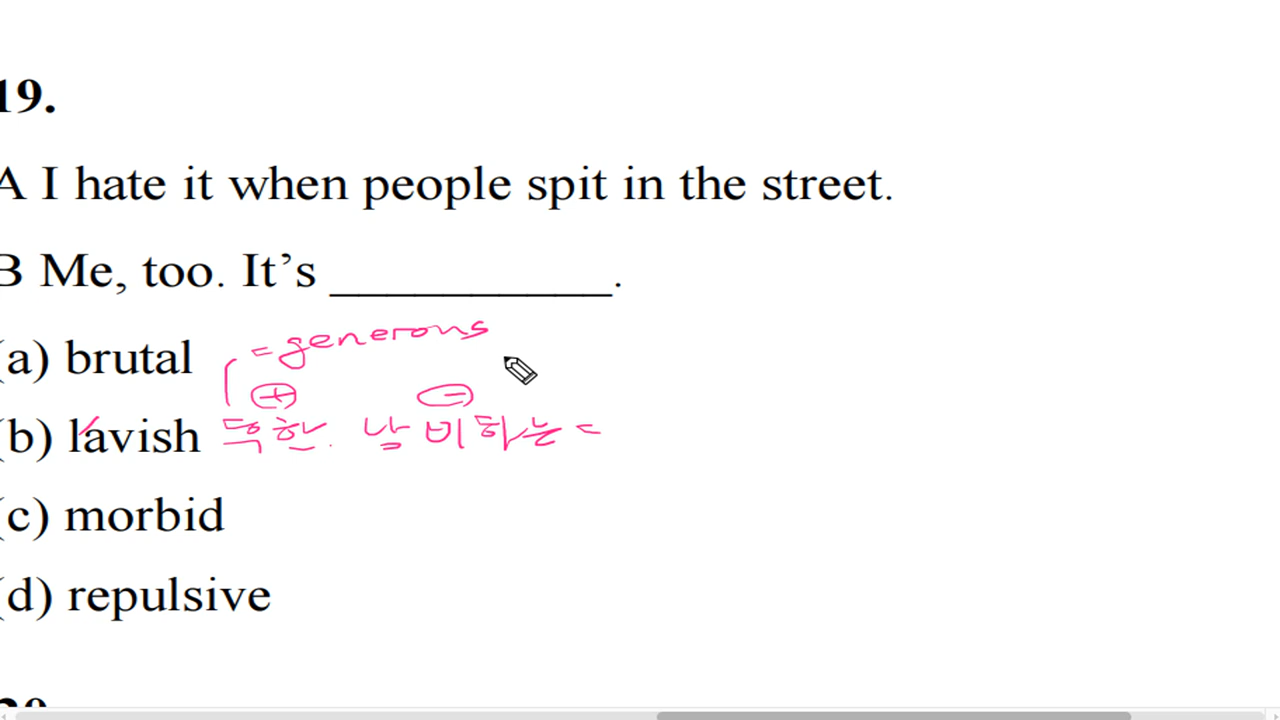 19.
A I hate it when people spit in the street.
B Me, too. It’s ___________.
= generous
(a) brutal
⊕ ⊖
(b) lavish 후한. 낭비하는 =
(c) morbid
(d) repulsive